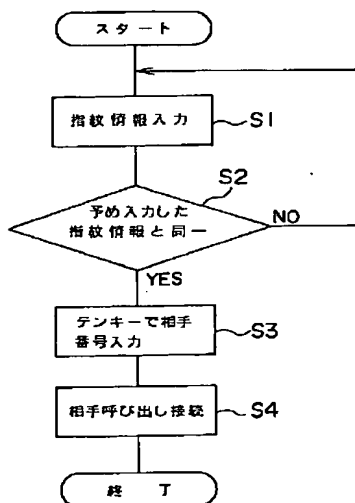 スタート
指紋情報入力
S1
S2
予め入力した
指紋情報と同一
NO
YES
テンキーで相手
番号入力
S3
相手呼び出し接続
S4
終了